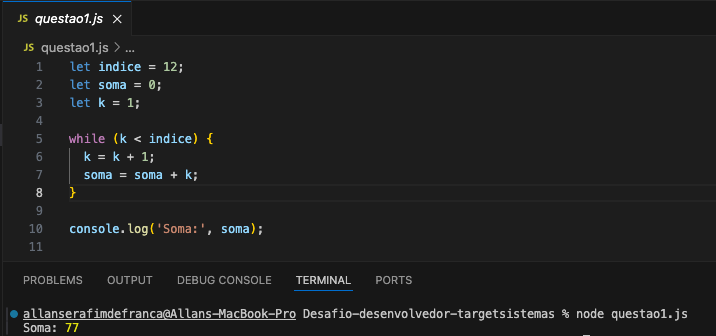 JS questao1.js ×
JS questao1.js > ...
1 let indice = 12;
2 let soma = 0;
3 let k = 1;
4
5 while (k < indice) {
6 k = k + 1;
7 soma = soma + k;
8 }
9
10 console.log('Soma:', soma);
11
PROBLEMS OUTPUT DEBUG CONSOLE TERMINAL PORTS
allanserafimdefranca@Allans-MacBook-Pro Desafio-desenvolvedor-targetsistemas % node questao1.js
Soma: 77